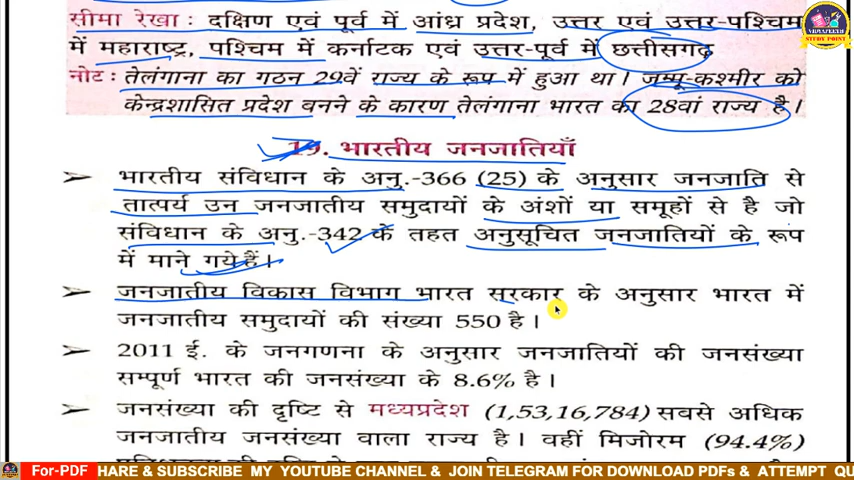 सीमा रेखा : दक्षिण एवं पूर्व में आंध्र प्रदेश, उत्तर एवं उत्तर-पश्चिम
में महाराष्ट्र, पश्चिम में कर्नाटक एवं उत्तर-पूर्व में छत्तीसगढ़
नोट : तेलंगाना का गठन 29वें राज्य के रूप में हुआ था। जम्मू-कश्मीर को
केन्द्रशासित प्रदेश बनने के कारण तेलंगाना भारत का 28वां राज्य है।
19. भारतीय जनजातियाँ
➢ भारतीय संविधान के अनु.-366 (25) के अनुसार जनजाति से
तात्पर्य उन जनजातीय समुदायों के अंशों या समूहों से है जो
संविधान के अनु.-342 के तहत अनुसूचित जनजातियों के रूप
में माने गये हैं।
➢ जनजातीय विकास विभाग भारत सरकार के अनुसार भारत में
जनजातीय समुदायों की संख्या 550 है।
➢ 2011 ई. के जनगणना के अनुसार जनजातियों की जनसंख्या
सम्पूर्ण भारत की जनसंख्या के 8.6% है।
➢ जनसंख्या की दृष्टि से मध्यप्रदेश (1,53,16,784) सबसे अधिक
जनजातीय जनसंख्या वाला राज्य है। वहीं मिजोरम (94.4%)
STUDY POINT
For-PDF HARE & SUBSCRIBE MY YOUTUBE CHANNEL & JOIN TELEGRAM FOR DOWNLOAD PDFs & ATTEMPT QU